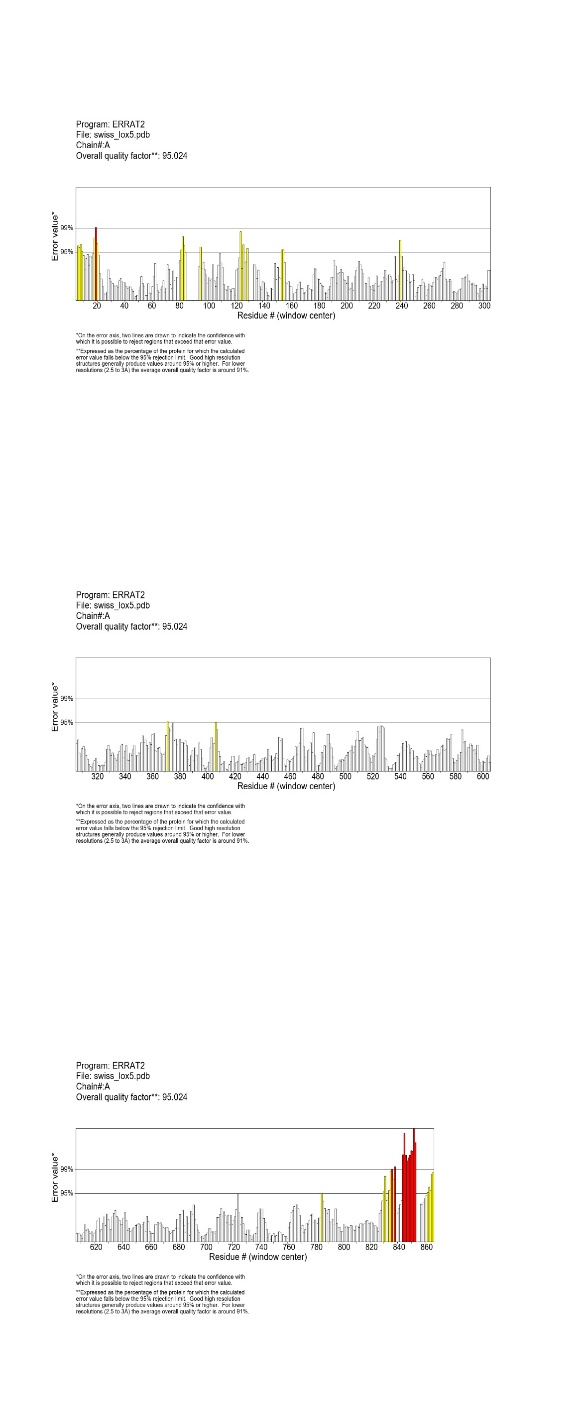 Program: ERRAT2
File: swiss_lox5.pdb
Chain#:A
Overall quality factor**: 95.024
Error value*
99%
95%
20 40 60 80 100 120 140 160 180 200 220 240 260 280 300
Residue # (window center)
*On the error axis, two lines are drawn to indicate the confidence with
which it is possible to reject regions that exceed that error value.
**Expressed as the percentage of the protein for which the calculated
error value falls below the 95% rejection limit. Good high resolution
structures generally produce values around 95% or higher. For lower
resolutions (2.5 to 3A) the average overall quality factor is around 91%.
Program: ERRAT2
File: swiss_lox5.pdb
Chain#:A
Overall quality factor**: 95.024
Error value*
99%
95%
320 340 360 380 400 420 440 460 480 500 520 540 560 580 600
Residue # (window center)
*On the error axis, two lines are drawn to indicate the confidence with
which it is possible to reject regions that exceed that error value.
**Expressed as the percentage of the protein for which the calculated
error value falls below the 95% rejection limit. Good high resolution
structures generally produce values around 95% or higher. For lower
resolutions (2.5 to 3A) the average overall quality factor is around 91%.
Program: ERRAT2
File: swiss_lox5.pdb
Chain#:A
Overall quality factor**: 95.024
Error value*
99%
95%
620 640 660 680 700 720 740 760 780 800 820 840 860
Residue # (window center)
*On the error axis, two lines are drawn to indicate the confidence with
which it is possible to reject regions that exceed that error value.
**Expressed as the percentage of the protein for which the calculated
error value falls below the 95% rejection limit. Good high resolution
structures generally produce values around 95% or higher. For lower
resolutions (2.5 to 3A) the average overall quality factor is around 91%.